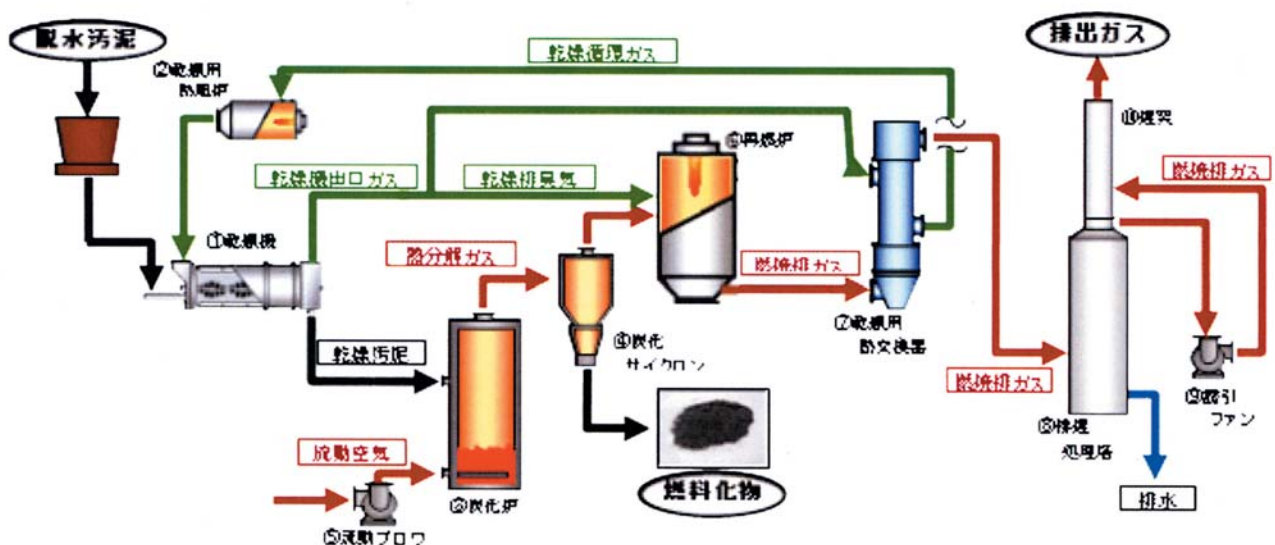 脱水汚泥
排出ガス
乾燥循環ガス
②乾燥用
熱風炉
⑩煙突
⑥再燃炉
乾燥機出口ガス
乾燥排臭気
燃焼排ガス
①乾燥機
熱分解ガス
燃焼排ガス
⑦乾燥用
熱交換器
乾燥汚泥
④炭化
サイクロン
燃焼排ガス
⑨誘引
ファン
⑧排煙
処理塔
流動空気
③炭化炉
燃料化物
排水
⑤流動ブロワ